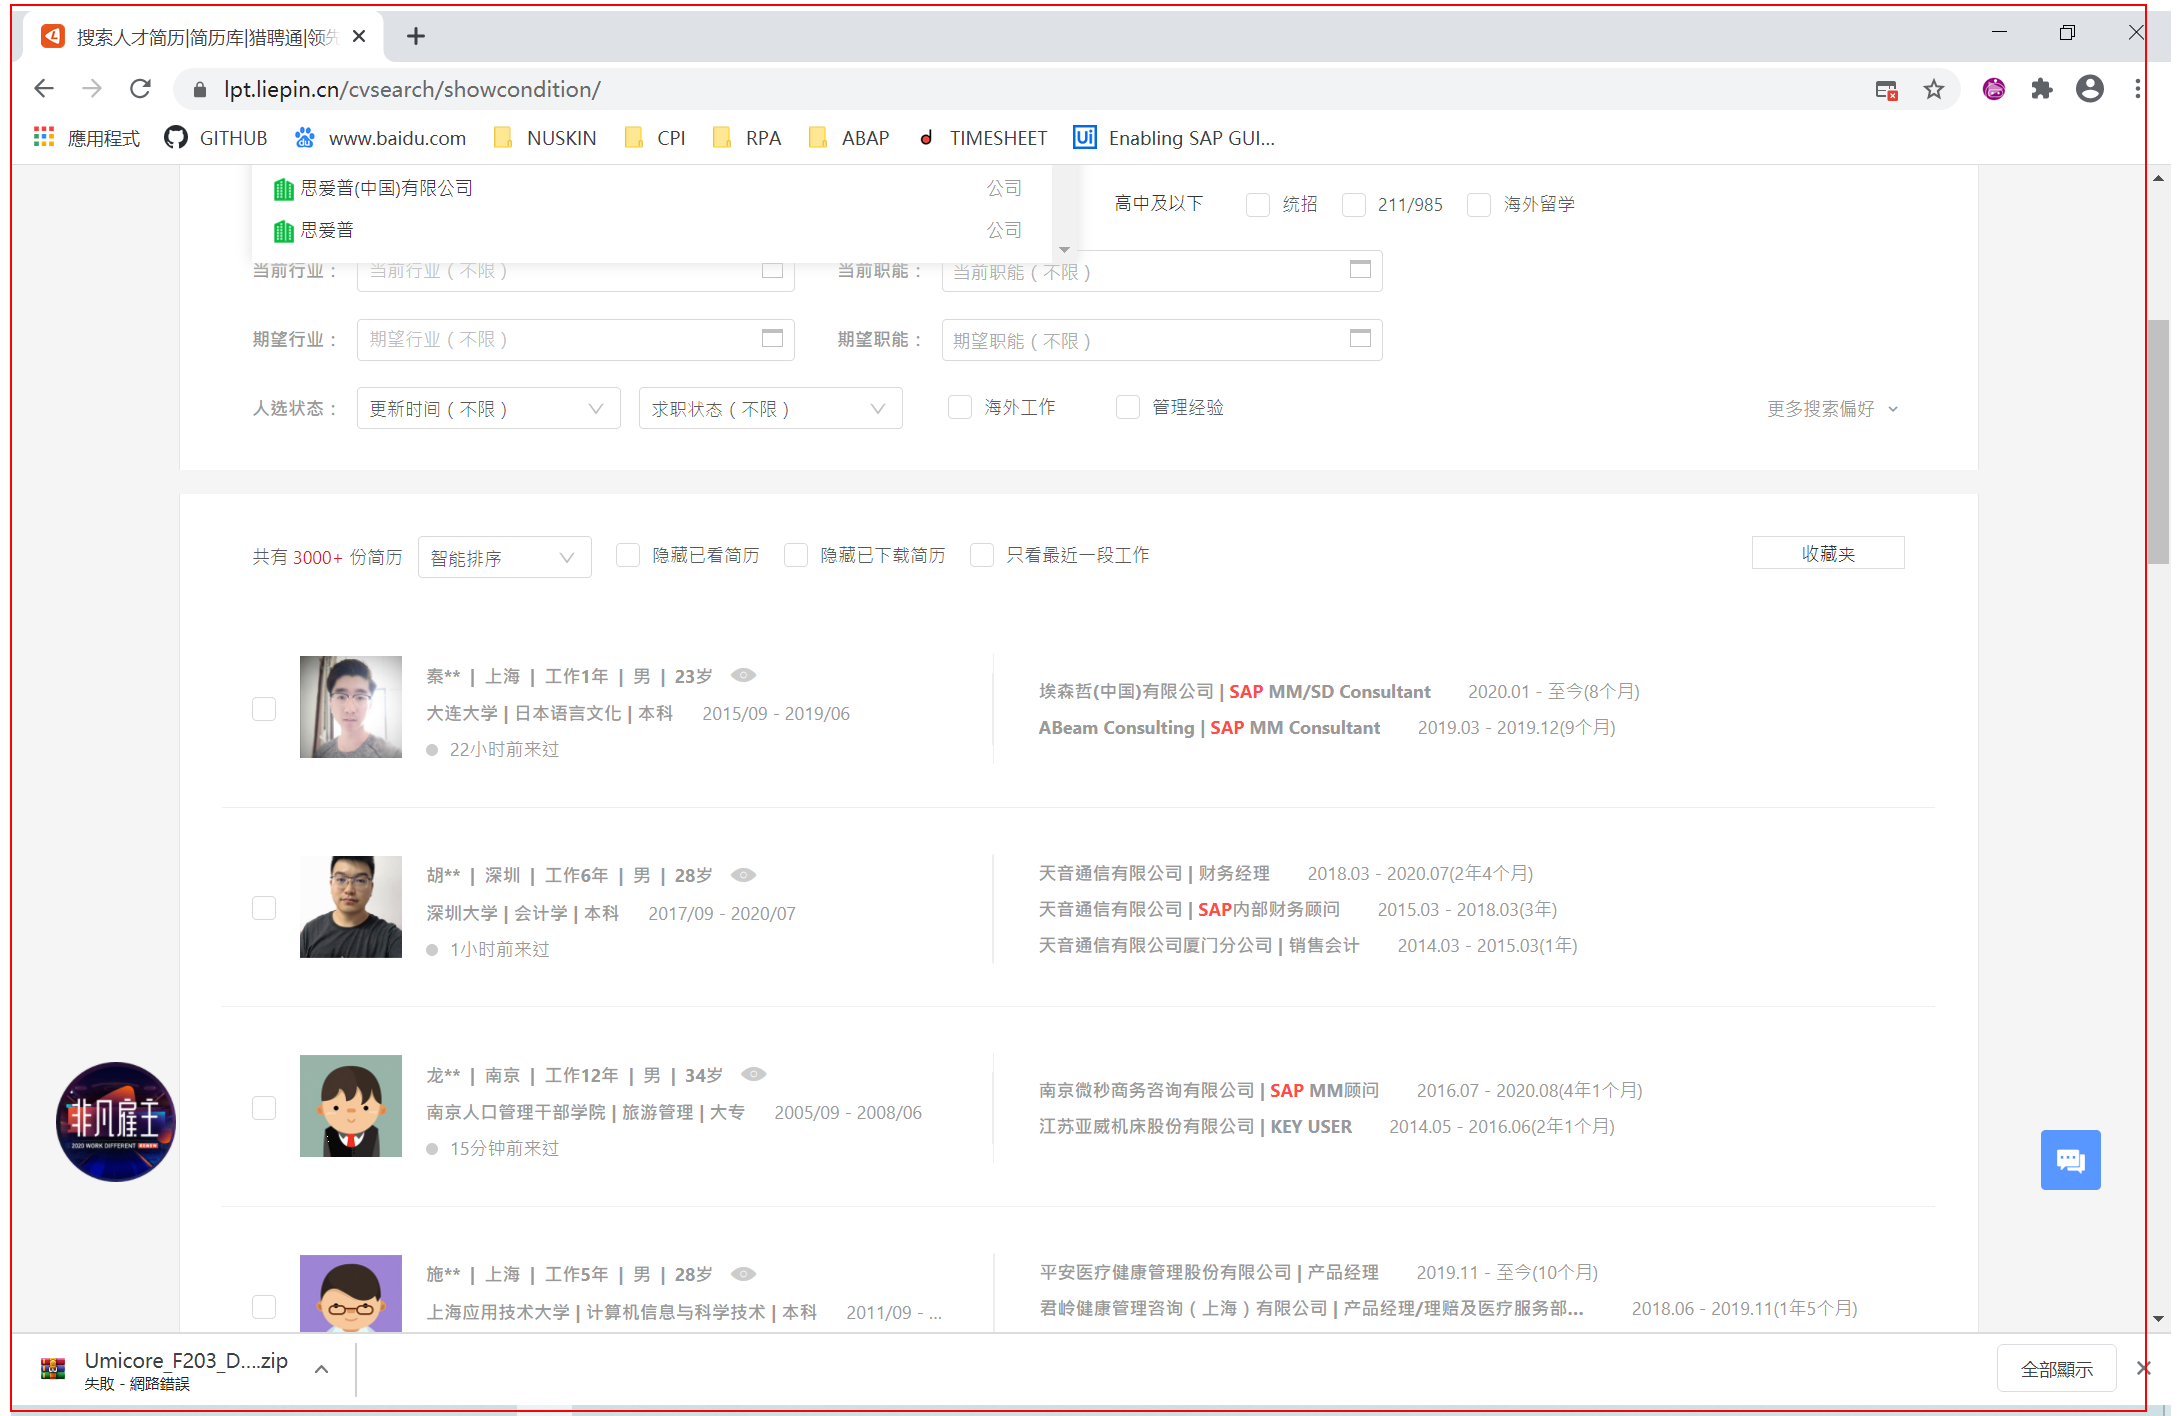 搜索人才简历|简历库|猎聘通|领先
lpt.liepin.cn/cvsearch/showcondition/
應用程式 GITHUB www.baidu.com NUSKIN CPI RPA ABAP TIMESHEET Enabling SAP GUI...
思爱普(中国)有限公司 公司
思爱普 公司
高中及以下 统招 211/985 海外留学
当前行业： 当前行业（不限） 当前职能： 当前职能（不限）
期望行业： 期望行业（不限） 期望职能： 期望职能（不限）
人选状态： 更新时间（不限） 求职状态（不限） 海外工作 管理经验 更多搜索偏好
共有 3000+ 份简历 智能排序 隐藏已看简历 隐藏已下载简历 只看最近一段工作 收藏夹
秦** | 上海 | 工作1年 | 男 | 23岁
大连大学 | 日本语言文化 | 本科 2015/09 - 2019/06
22小时前来过
埃森哲(中国)有限公司 | SAP MM/SD Consultant 2020.01 - 至今(8个月)
ABeam Consulting | SAP MM Consultant 2019.03 - 2019.12(9个月)
胡** | 深圳 | 工作6年 | 男 | 28岁
深圳大学 | 会计学 | 本科 2017/09 - 2020/07
1小时前来过
天音通信有限公司 | 财务经理 2018.03 - 2020.07(2年4个月)
天音通信有限公司 | SAP内部财务顾问 2015.03 - 2018.03(3年)
天音通信有限公司厦门分公司 | 销售会计 2014.03 - 2015.03(1年)
龙** | 南京 | 工作12年 | 男 | 34岁
南京人口管理干部学院 | 旅游管理 | 大专 2005/09 - 2008/06
15分钟前来过
南京微秒商务咨询有限公司 | SAP MM顾问 2016.07 - 2020.08(4年1个月)
江苏亚威机床股份有限公司 | KEY USER 2014.05 - 2016.06(2年1个月)
非凡雇主
2020 WORK DIFFERENT
施** | 上海 | 工作5年 | 男 | 28岁
上海应用技术大学 | 计算机信息与科学技术 | 本科 2011/09 - ...
平安医疗健康管理股份有限公司 | 产品经理 2019.11 - 至今(10个月)
君岭健康管理咨询（上海）有限公司 | 产品经理/理赔及医疗服务部... 2018.06 - 2019.11(1年5个月)
Umicore_F203_D....zip
失敗 - 網路錯誤
全部顯示